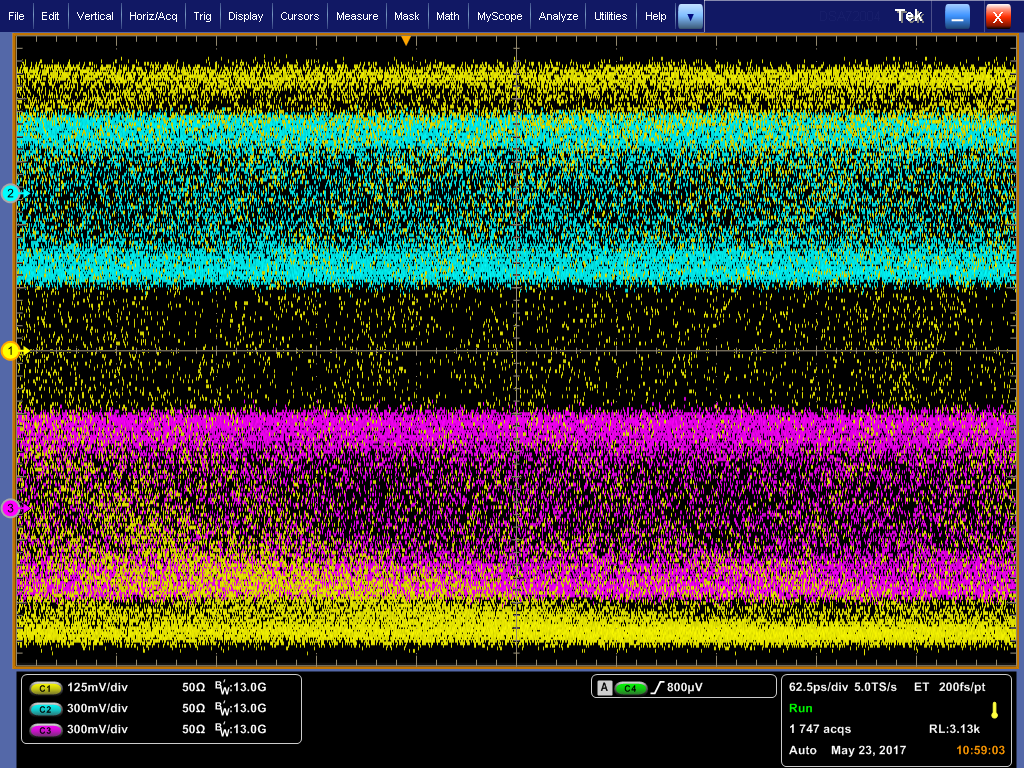 File Edit Vertical Horiz/Acq Trig Display Cursors Measure Mask Math MyScope Analyze Utilities Help Tek X
2
1
3
C1 125mV/div 50Ω B'W:13.0G
C2 300mV/div 50Ω B'W:13.0G
C3 300mV/div 50Ω B'W:13.0G
A C4 800µV
62.5ps/div 5.0TS/s ET 200fs/pt
Run
1 747 acqs RL:3.13k
Auto May 23, 2017 10:59:03